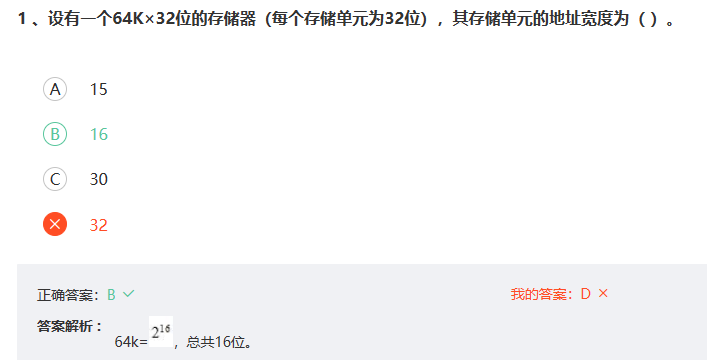 1 、设有一个64K×32位的存储器（每个存储单元为32位），其存储单元的地址宽度为（ ）。
A 15
B 16
C 30
32
正确答案： B 我的答案： D
答案解析：
64k=2^16，总共16位。